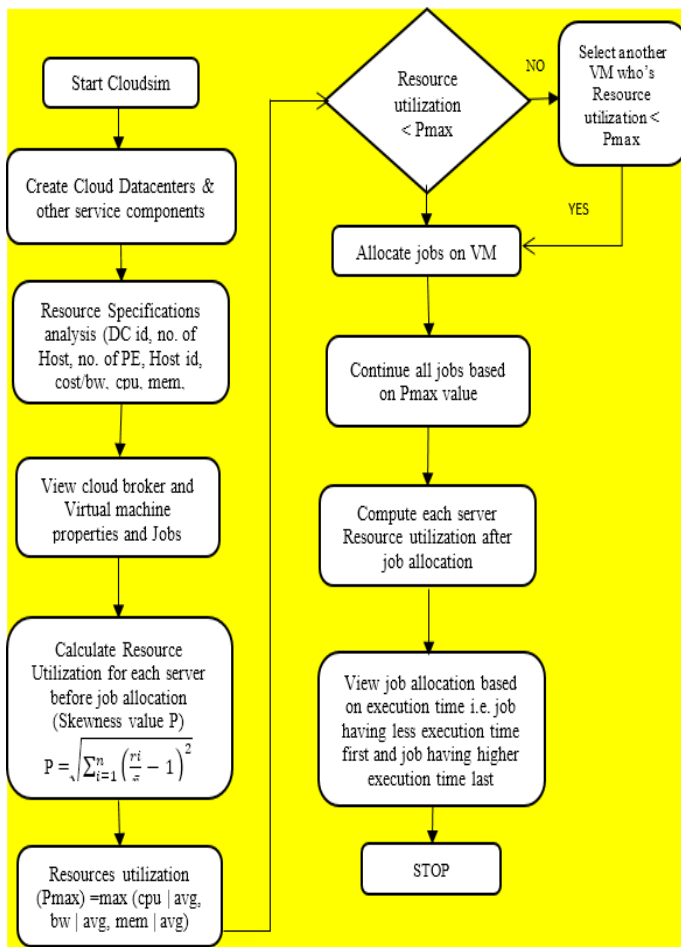 Start Cloudsim
Create Cloud Datacenters &
other service components
Resource Specifications
analysis (DC id, no. of
Host, no. of PE, Host id,
cost/bw, cpu, mem,
View cloud broker and
Virtual machine
properties and Jobs
Calculate Resource
Utilization for each server
before job allocation
(Skewness value P)
P = √∑ⁿᵢ₌₁ (ri/ − 1)²
Resources utilization
(Pmax) =max (cpu | avg,
bw | avg, mem | avg)
Resource
utilization
< Pmax
NO
Select another
VM who's
Resource
utilization <
Pmax
YES
Allocate jobs on VM
Continue all jobs based
on Pmax value
Compute each server
Resource utilization after
job allocation
View job allocation based
on execution time i.e. job
having less execution time
first and job having higher
execution time last
STOP